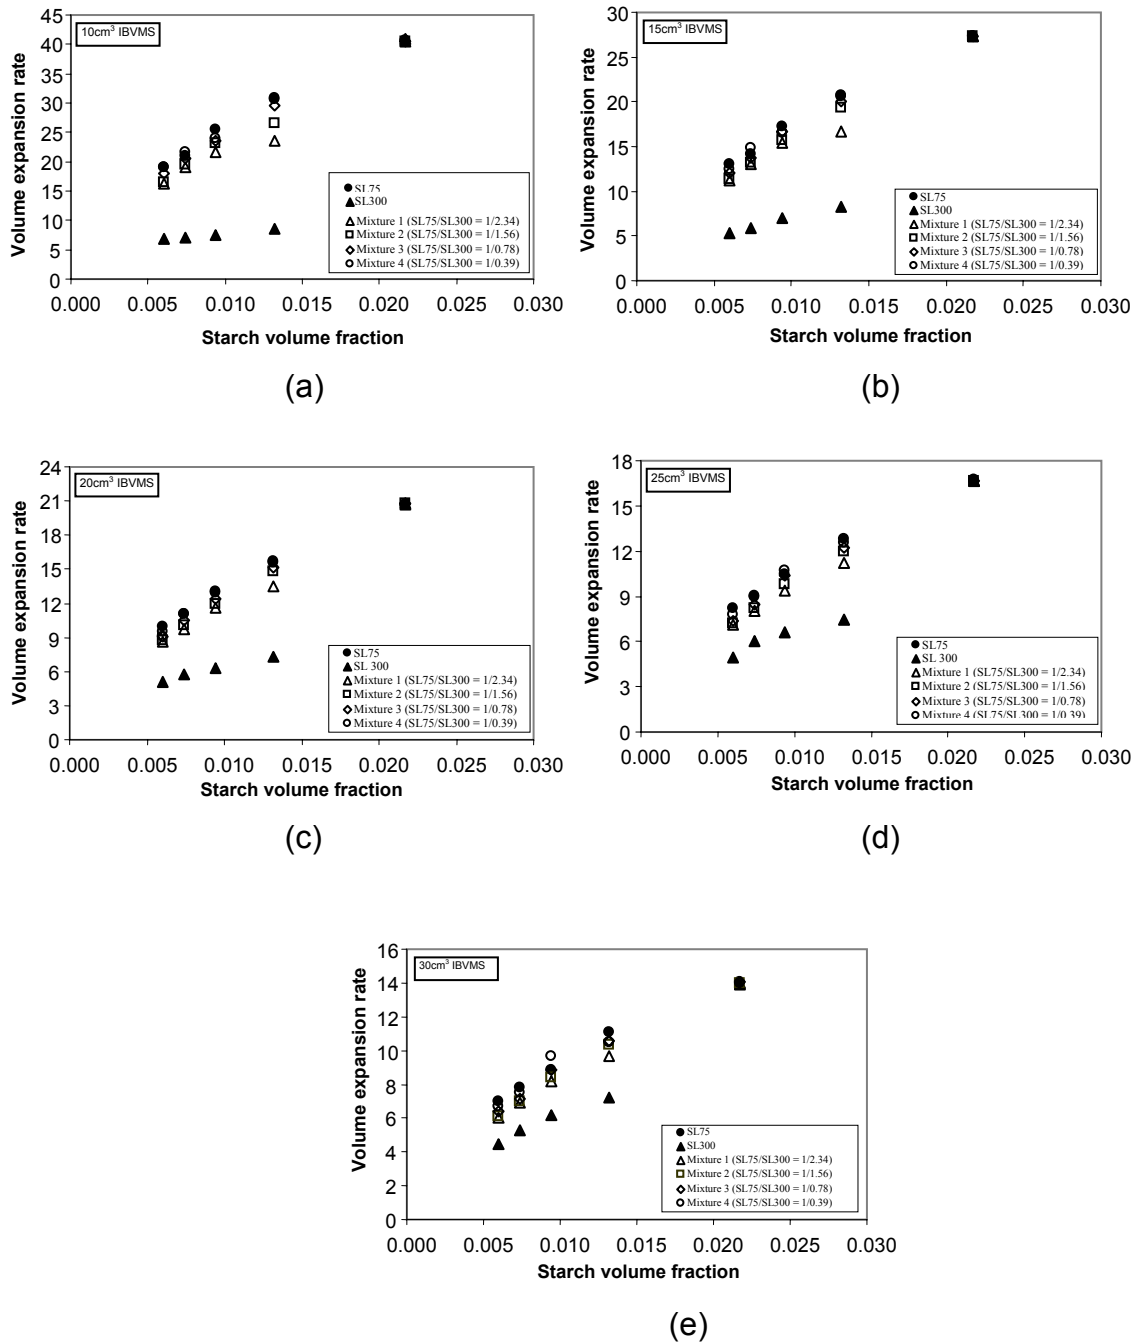 10cm³ IBVMS
Volume expansion rate
45
40
35
30
25
20
15
10
5
0
SL75
SL300
Mixture 1 (SL75/SL300 = 1/2.34)
Mixture 2 (SL75/SL300 = 1/1.56)
Mixture 3 (SL75/SL300 = 1/0.78)
Mixture 4 (SL75/SL300 = 1/0.39)
0.000 0.005 0.010 0.015 0.020 0.025 0.030
Starch volume fraction
(a)
15cm³ IBVMS
Volume expansion rate
30
25
20
15
10
5
0
SL75
SL300
Mixture 1 (SL75/SL300 = 1/2.34)
Mixture 2 (SL75/SL300 = 1/1.56)
Mixture 3 (SL75/SL300 = 1/0.78)
Mixture 4 (SL75/SL300 = 1/0.39)
0.000 0.005 0.010 0.015 0.020 0.025 0.030
Starch volume fraction
(b)
20cm³ IBVMS
Volume expansion rate
24
21
18
15
12
9
6
3
0
SL75
SL 300
Mixture 1 (SL75/SL300 = 1/2.34)
Mixture 2 (SL75/SL300 = 1/1.56)
Mixture 3 (SL75/SL300 = 1/0.78)
Mixture 4 (SL75/SL300 = 1/0.39)
0.000 0.005 0.010 0.015 0.020 0.025 0.030
Starch volume fraction
(c)
25cm³ IBVMS
Volume expansion rate
18
15
12
9
6
3
0
SL75
SL 300
Mixture 1 (SL75/SL300 = 1/2.34)
Mixture 2 (SL75/SL300 = 1/1.56)
Mixture 3 (SL75/SL300 = 1/0.78)
Mixture 4 (SL75/SL300 = 1/0.39)
0.000 0.005 0.010 0.015 0.020 0.025 0.030
Starch volume fraction
(d)
30cm³ IBVMS
Volume expansion rate
16
14
12
10
8
6
4
2
0
SL75
SL300
Mixture 1 (SL75/SL300 = 1/2.34)
Mixture 2 (SL75/SL300 = 1/1.56)
Mixture 3 (SL75/SL300 = 1/0.78)
Mixture 4 (SL75/SL300 = 1/0.39)
0.000 0.005 0.010 0.015 0.020 0.025 0.030
Starch volume fraction
(e)